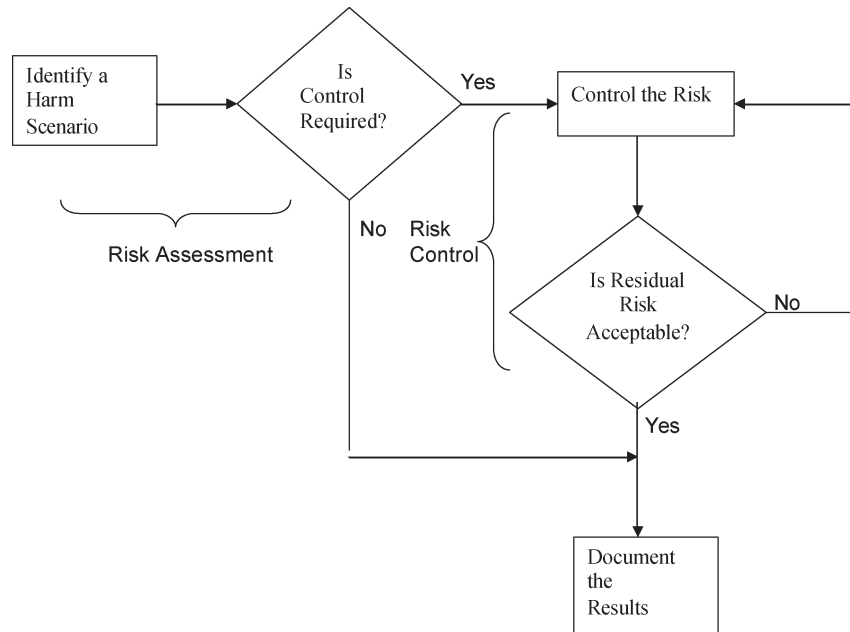 Identify a
Harm
Scenario
Is
Control
Required?
Yes
Control the Risk
Risk Assessment
No
Risk
Control
Is Residual
Risk
Acceptable?
No
Yes
Document
the
Results